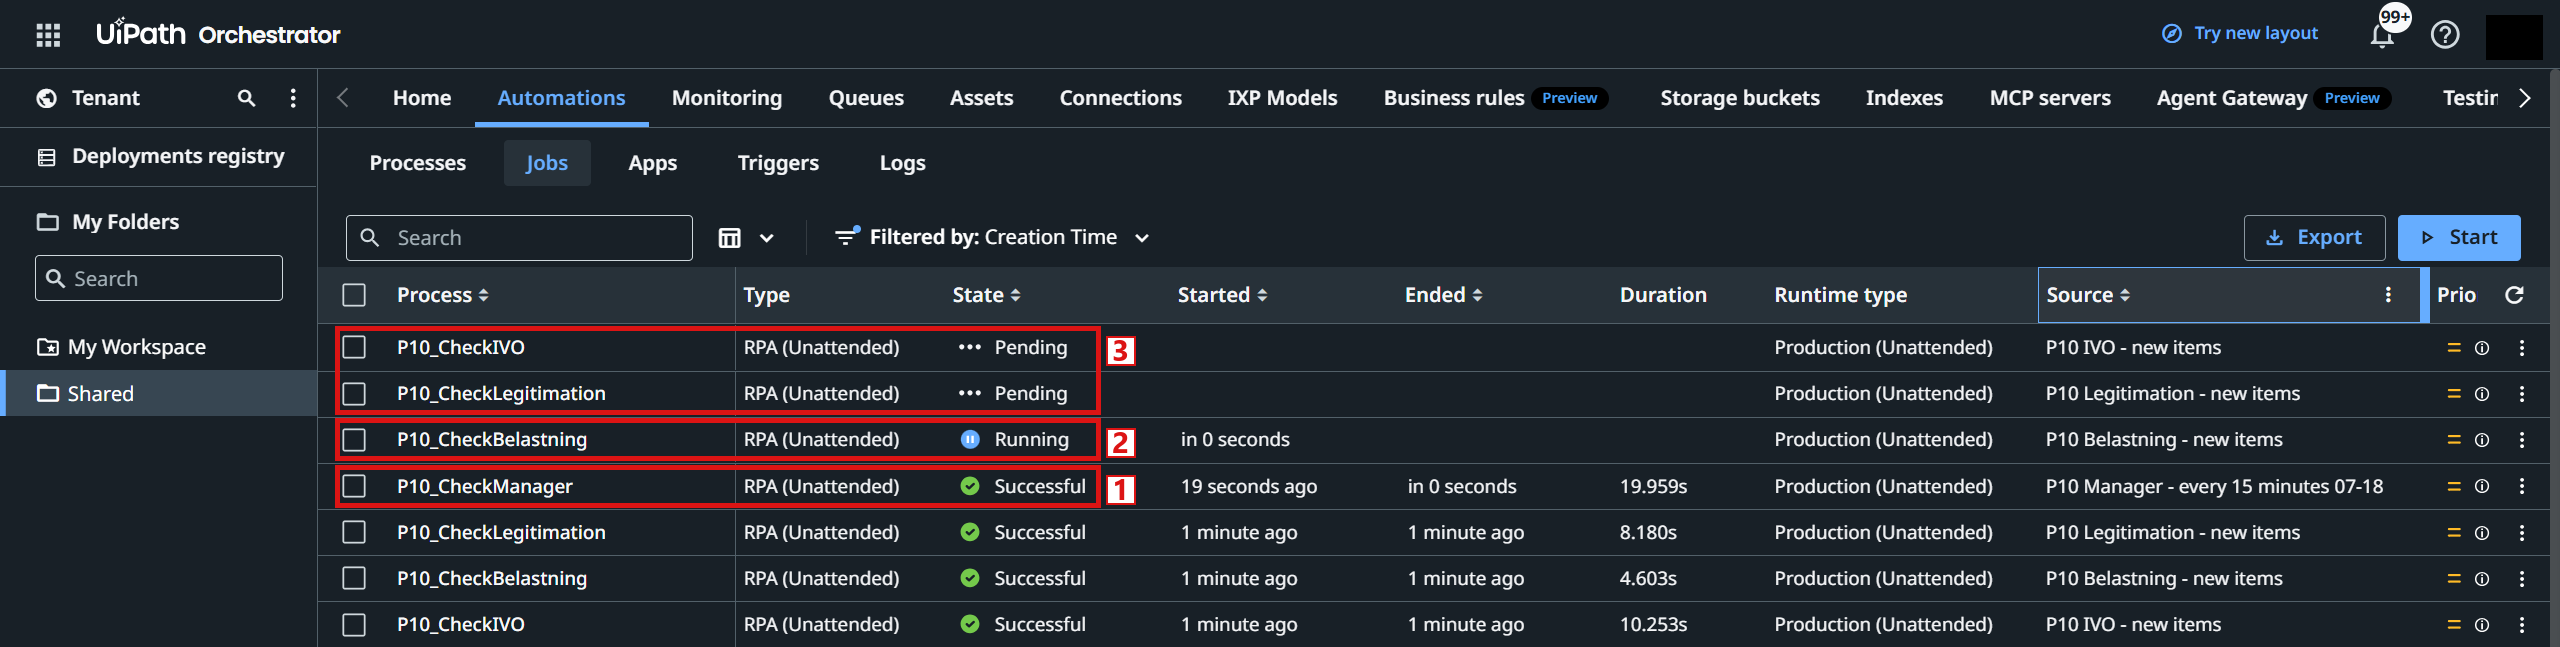 UiPath Orchestrator
Try new layout
99+
Tenant
Home Automations Monitoring Queues Assets Connections IXP Models Business rules Preview Storage buckets Indexes MCP servers Agent Gateway Preview Testin
Deployments registry
Processes Jobs Apps Triggers Logs
My Folders
Search
My Workspace
Shared
Search
Filtered by: Creation Time
Export
Start
Process Type State Started Ended Duration Runtime type Source Prio
P10_CheckIVO RPA (Unattended) Pending 3 Production (Unattended) P10 IVO - new items
P10_CheckLegitimation RPA (Unattended) Pending Production (Unattended) P10 Legitimation - new items
P10_CheckBelastning RPA (Unattended) Running 2 in 0 seconds Production (Unattended) P10 Belastning - new items
P10_CheckManager RPA (Unattended) Successful 1 19 seconds ago in 0 seconds 19.959s Production (Unattended) P10 Manager - every 15 minutes 07-18
P10_CheckLegitimation RPA (Unattended) Successful 1 minute ago 1 minute ago 8.180s Production (Unattended) P10 Legitimation - new items
P10_CheckBelastning RPA (Unattended) Successful 1 minute ago 1 minute ago 4.603s Production (Unattended) P10 Belastning - new items
P10_CheckIVO RPA (Unattended) Successful 1 minute ago 1 minute ago 10.253s Production (Unattended) P10 IVO - new items